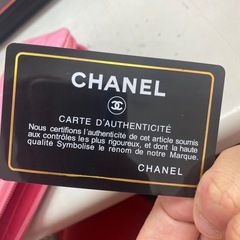 CHANEL
CARTE D'AUTHENTICITÉ
Nous certifions l'authenticité de cet article soumis
aux contrôles les plus rigoureux, et dont la haute
qualité Symbolise le renom de notre Marque.
CHANEL